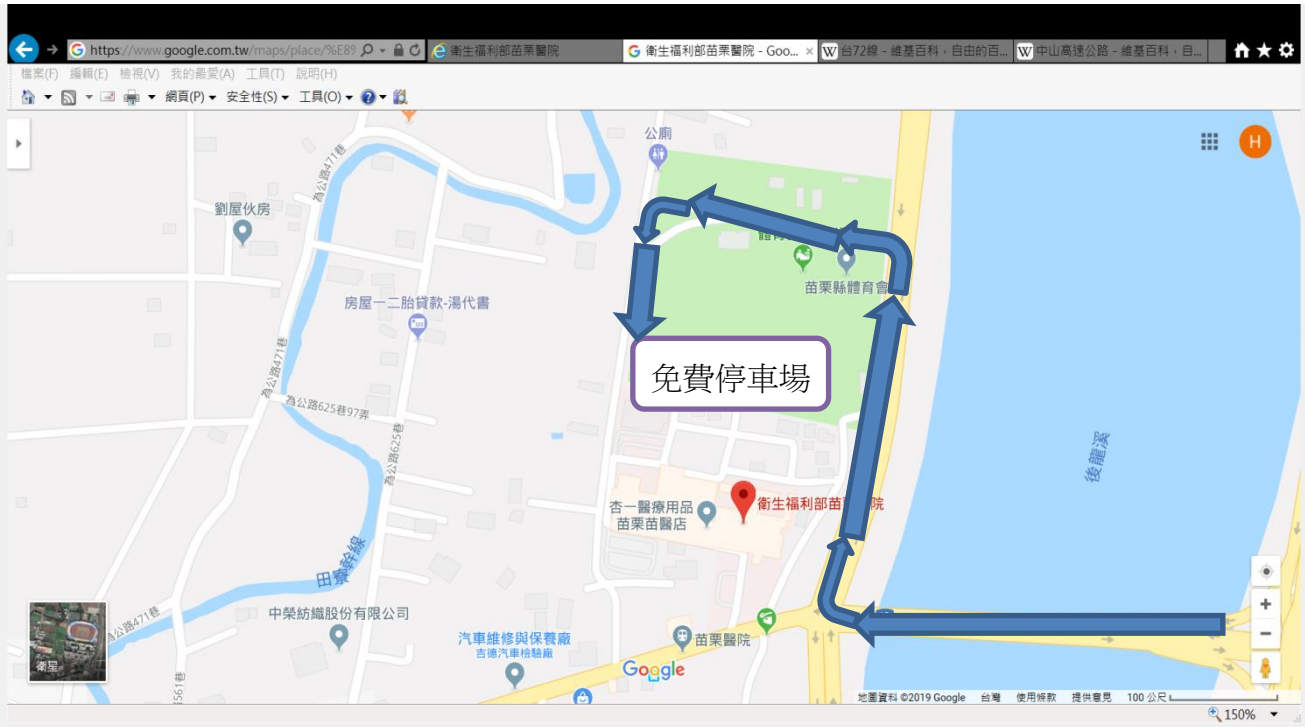 https://www.google.com.tw/maps/place/%E89
衛生福利部苗栗醫院
衛生福利部苗栗醫院 - Goo...
台72線 - 維基百科，自由的百...
中山高速公路 - 維基百科，自...
檔案(F) 編輯(E) 檢視(V) 我的最愛(A) 工具(T) 說明(H)
網頁(P) 安全性(S) 工具(O)
公廁
H
為公路471巷
劉屋伙房
苗栗縣體育會
房屋一二胎貸款-湯代書
免費停車場
為公路471巷
為公路625巷97弄
為公路625巷
後龍溪
杏一醫療用品
苗栗苗醫店
衛生福利部苗
院
田寮
幹線
中榮紡織股份有限公司
471巷
汽車維修與保養廠
吉德汽車檢驗廠
苗栗醫院
衛星
561巷
Google
地圖資料 ©2019 Google 台灣 使用條款 提供意見 100 公尺
150%